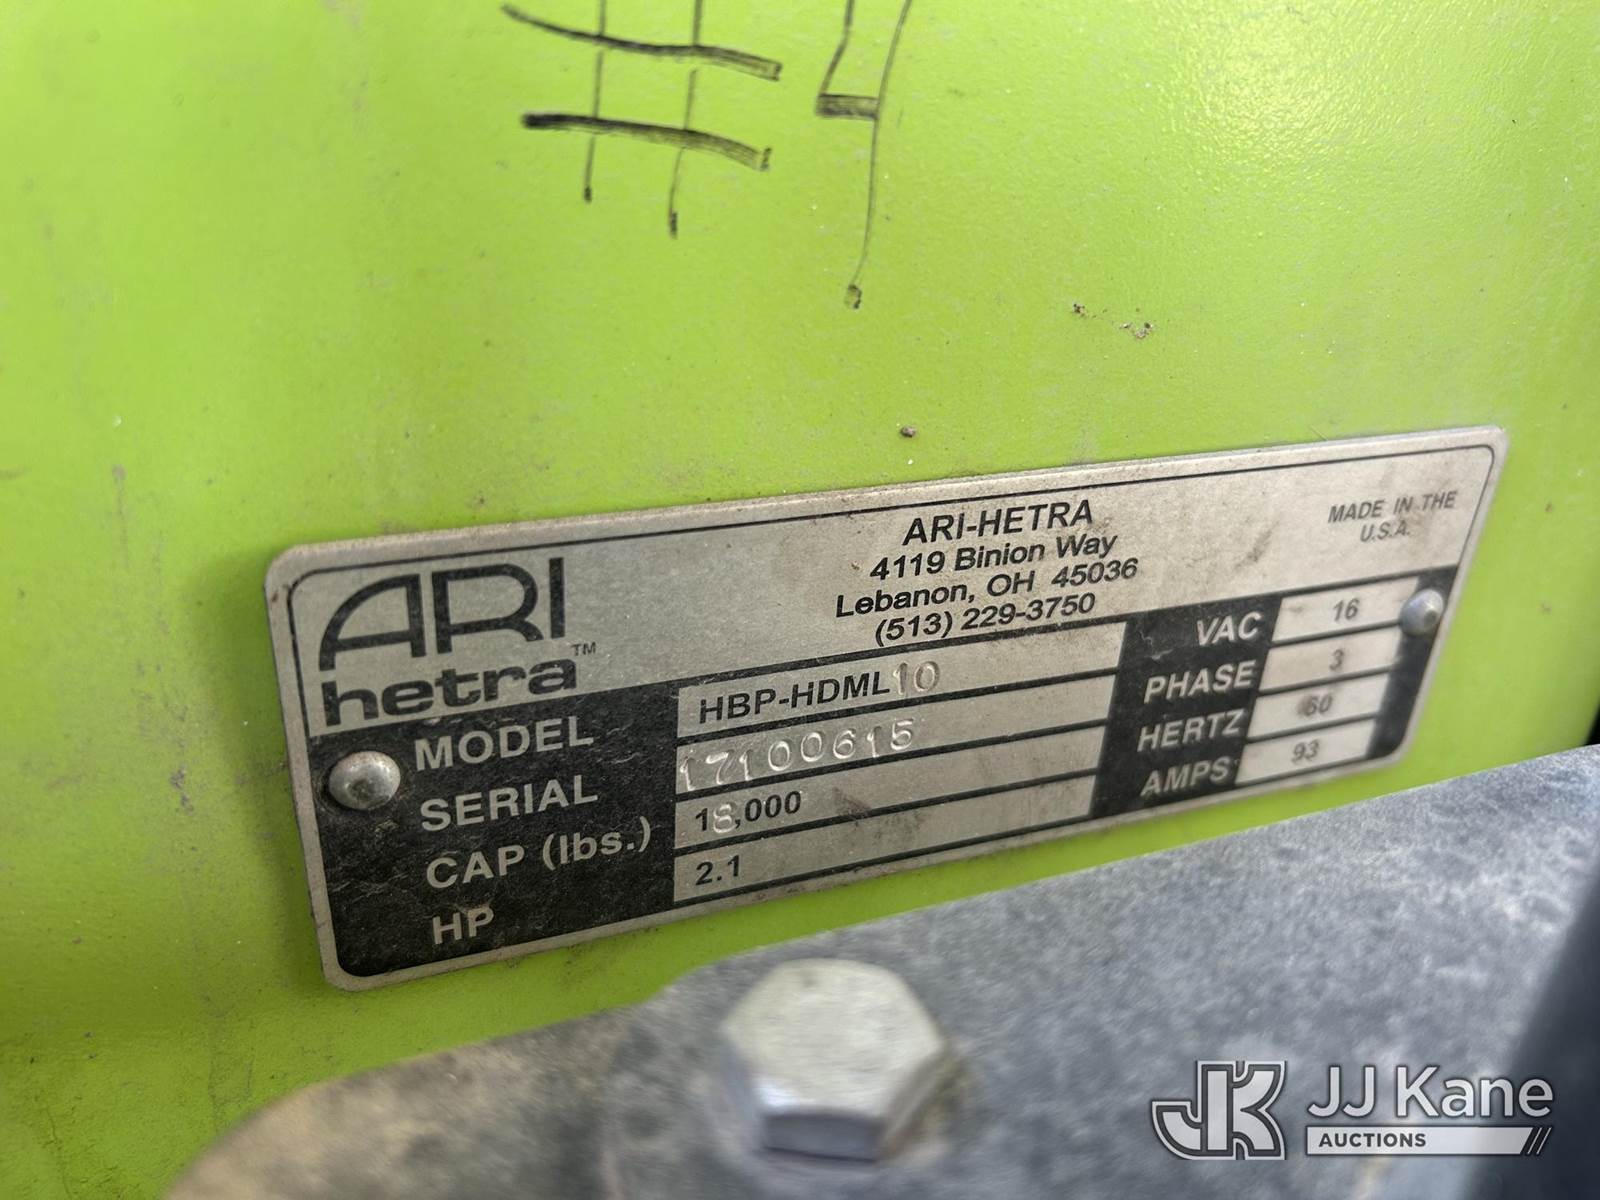 #4
ARI
hetra™
ARI-HETRA
4119 Binion Way
Lebanon, OH 45036
(513) 229-3750
MADE IN THE
U.S.A.
MODEL HBP-HDML10
SERIAL 17100615
CAP (lbs.) 18,000
HP 2.1
VAC 16
PHASE 3
HERTZ 60
AMPS 93
JK JJ Kane
AUCTIONS